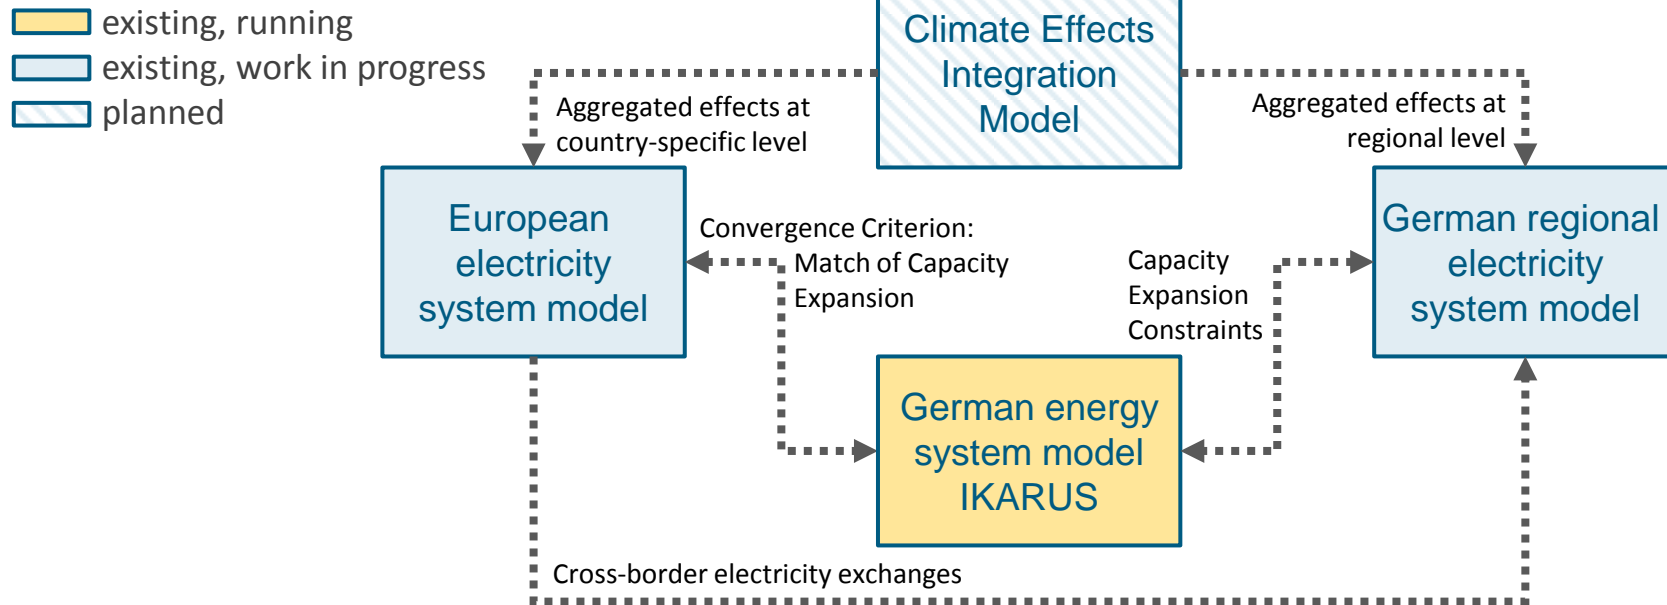 existing, running
existing, work in progress
planned
Climate Effects
Integration
Model
Aggregated effects at
country-specific level
Aggregated effects at
regional level
European
electricity
system model
Convergence Criterion:
Match of Capacity
Expansion
Capacity
Expansion
Constraints
German regional
electricity
system model
German energy
system model
IKARUS
Cross-border electricity exchanges